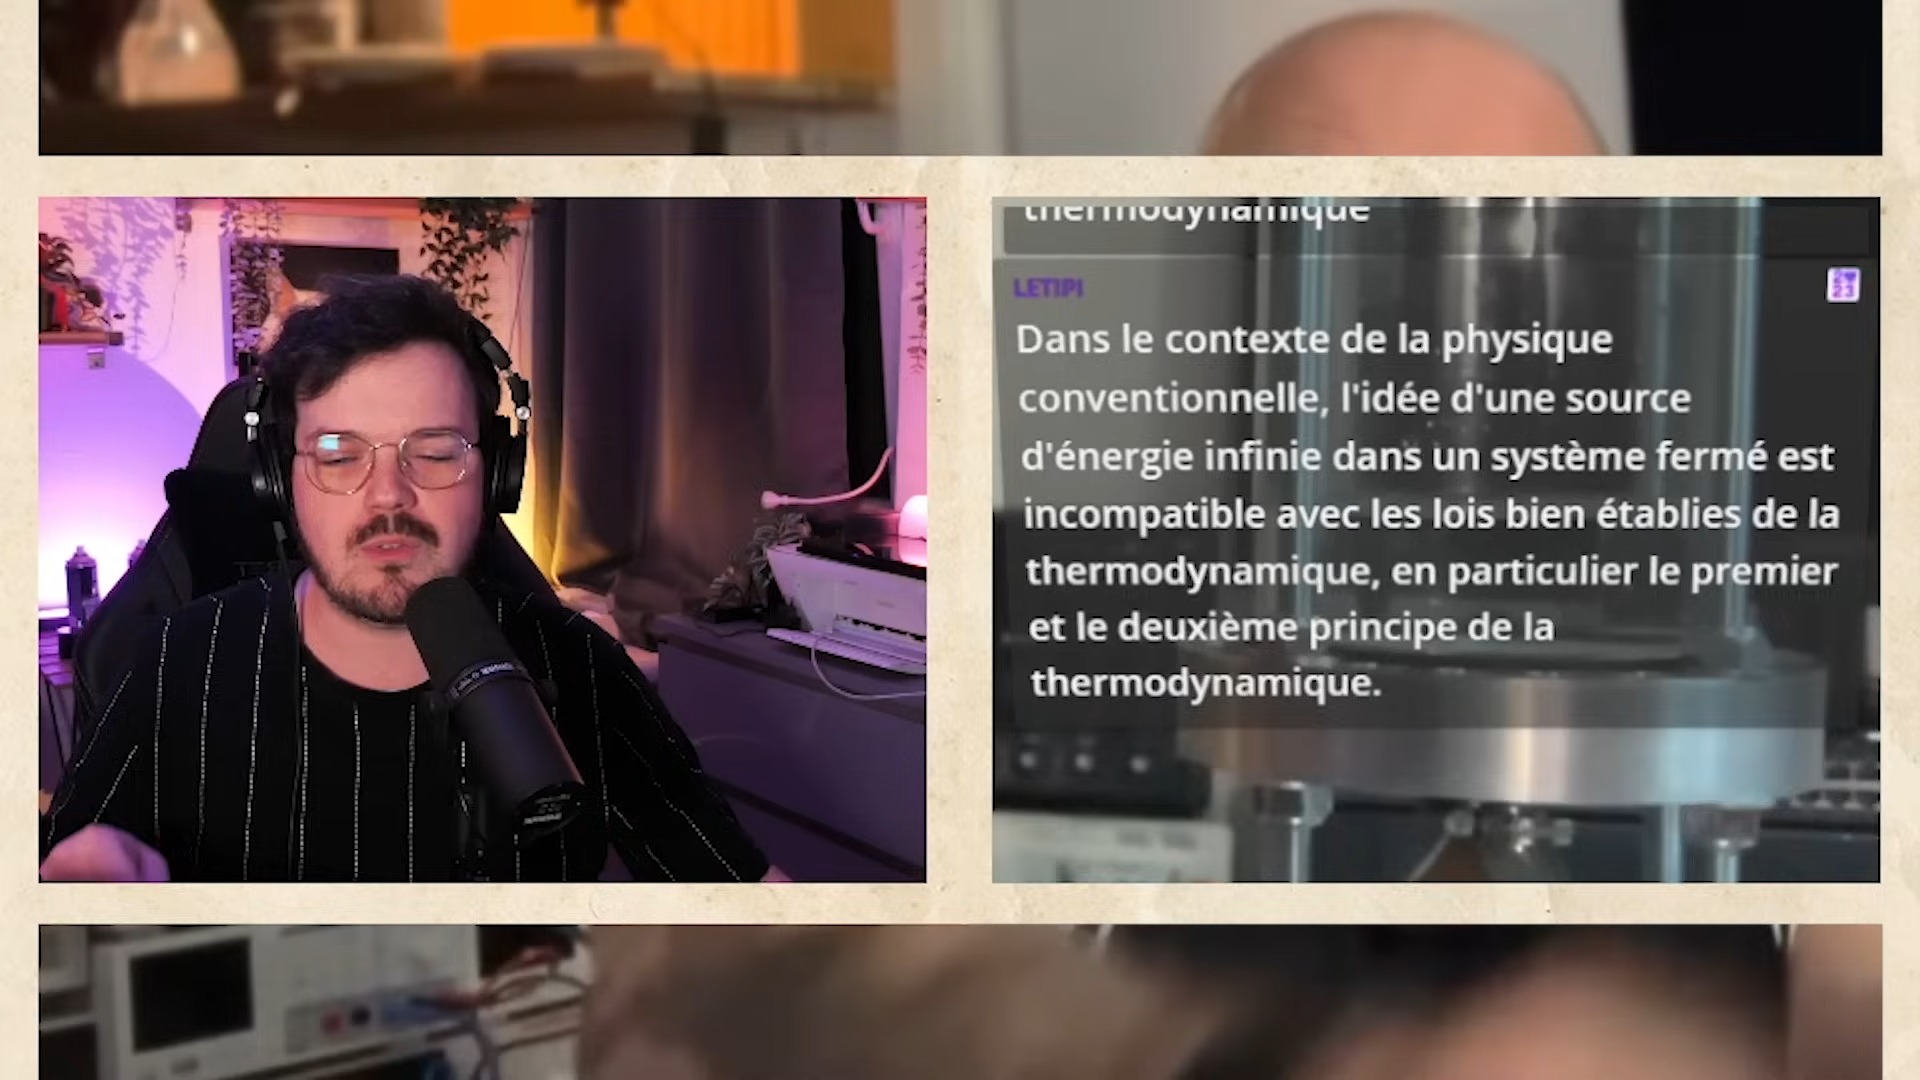 thermodynamique
LETIPI
Dans le contexte de la physique
conventionnelle, l'idée d'une source
d'énergie infinie dans un système fermé est
incompatible avec les lois bien établies de la
thermodynamique, en particulier le premier
et le deuxième principe de la
thermodynamique.